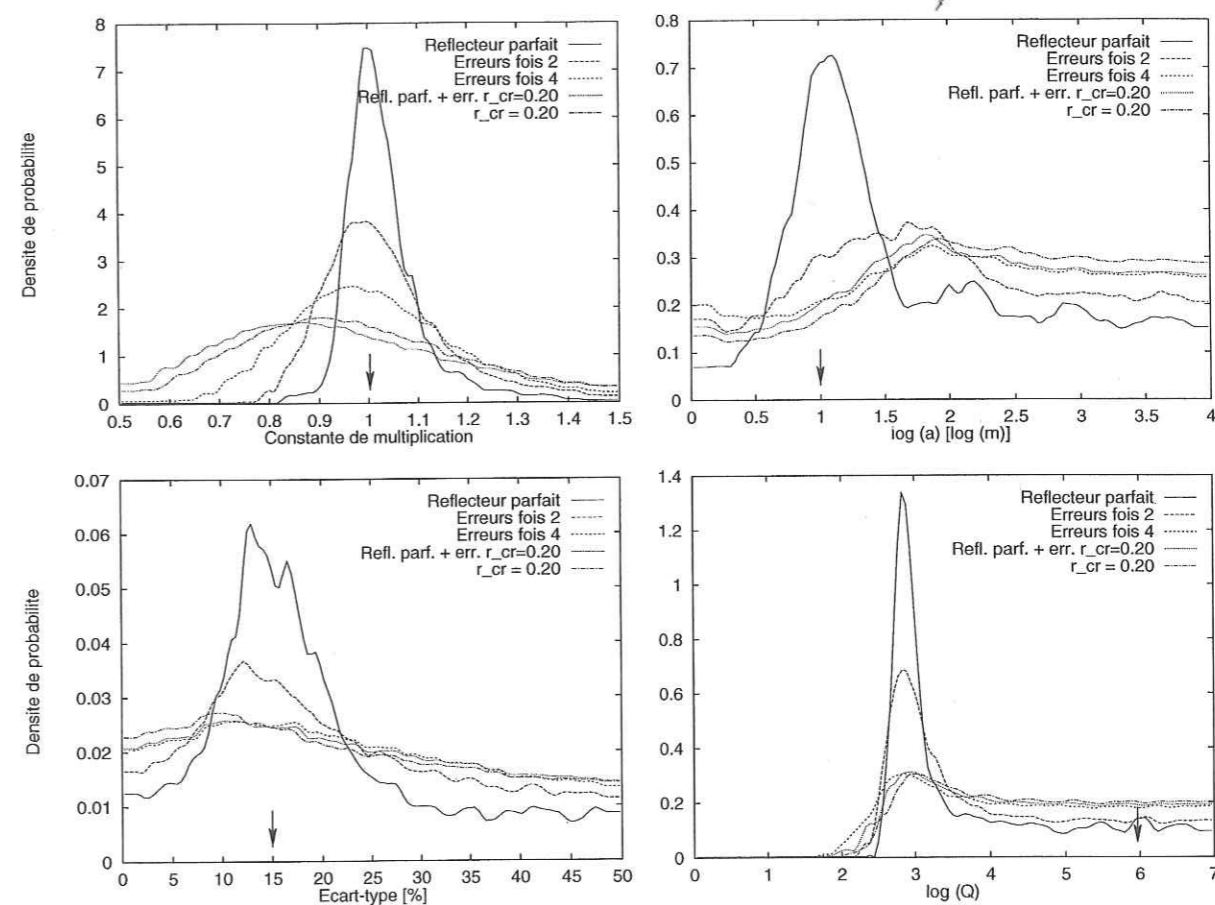 Densite de probabilite
8
7
6
5
4
3
2
1
0
Reflecteur parfait
Erreurs fois 2
Erreurs fois 4
Refl. parf. + err. r_cr=0.20
r_cr = 0.20
0.5 0.6 0.7 0.8 0.9 1 1.1 1.2 1.3 1.4 1.5
Constante de multiplication
0.8
0.7
0.6
0.5
0.4
0.3
0.2
0.1
0
Reflecteur parfait
Erreurs fois 2
Erreurs fois 4
Refl. parf. + err. r_cr=0.20
r_cr = 0.20
0 0.5 1 1.5 2 2.5 3 3.5 4
log (a) [log (m)]
Densite de probabilite
0.07
0.06
0.05
0.04
0.03
0.02
0.01
0
Reflecteur parfait
Erreurs fois 2
Erreurs fois 4
Refl. parf. + err. r_cr=0.20
r_cr = 0.20
0 5 10 15 20 25 30 35 40 45 50
Ecart-type [%]
1.4
1.2
1
0.8
0.6
0.4
0.2
0
Reflecteur parfait
Erreurs fois 2
Erreurs fois 4
Refl. parf. + err. r_cr=0.20
r_cr = 0.20
0 1 2 3 4 5 6 7
log (Q)